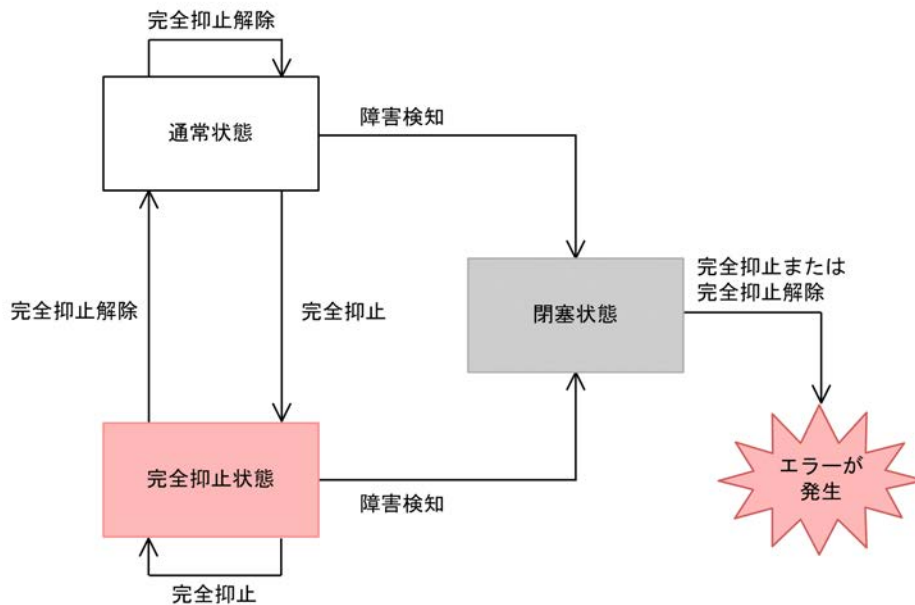 完全抑止解除
通常状態
障害検知
完全抑止または
完全抑止解除
閉塞状態
完全抑止解除
完全抑止
エラーが
発生
完全抑止状態
障害検知
完全抑止